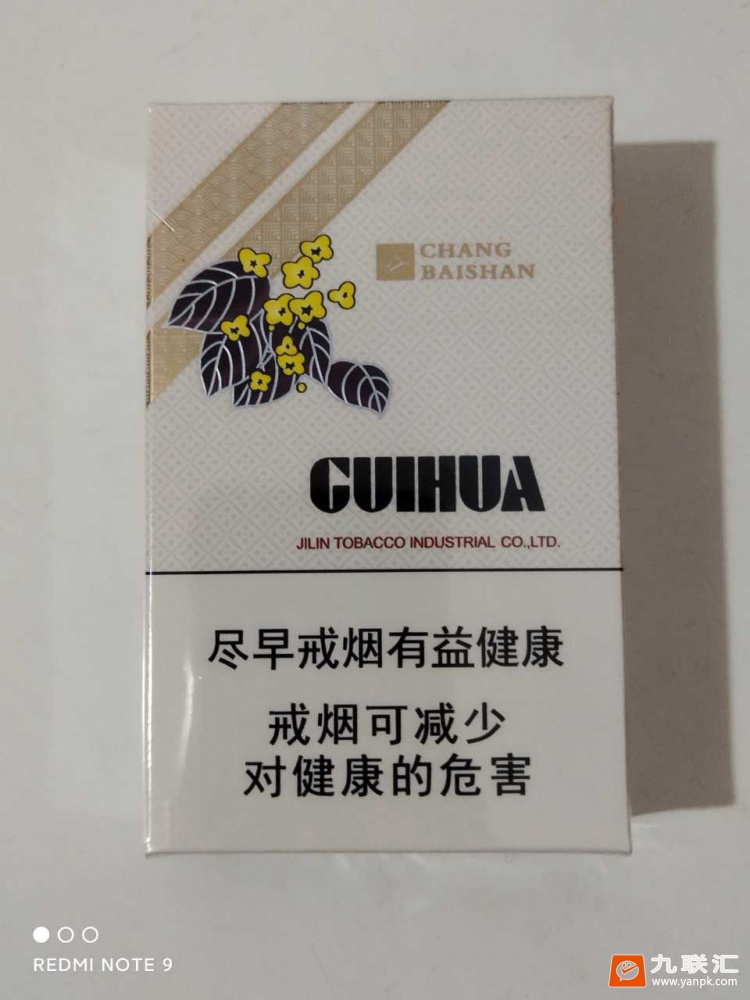 CHANG
BAISHAN
GUIHUA
JILIN TOBACCO INDUSTRIAL CO.,LTD.
尽早戒烟有益健康
戒烟可减少
对健康的危害
REDMI NOTE 9
九联汇
www.yanpk.com